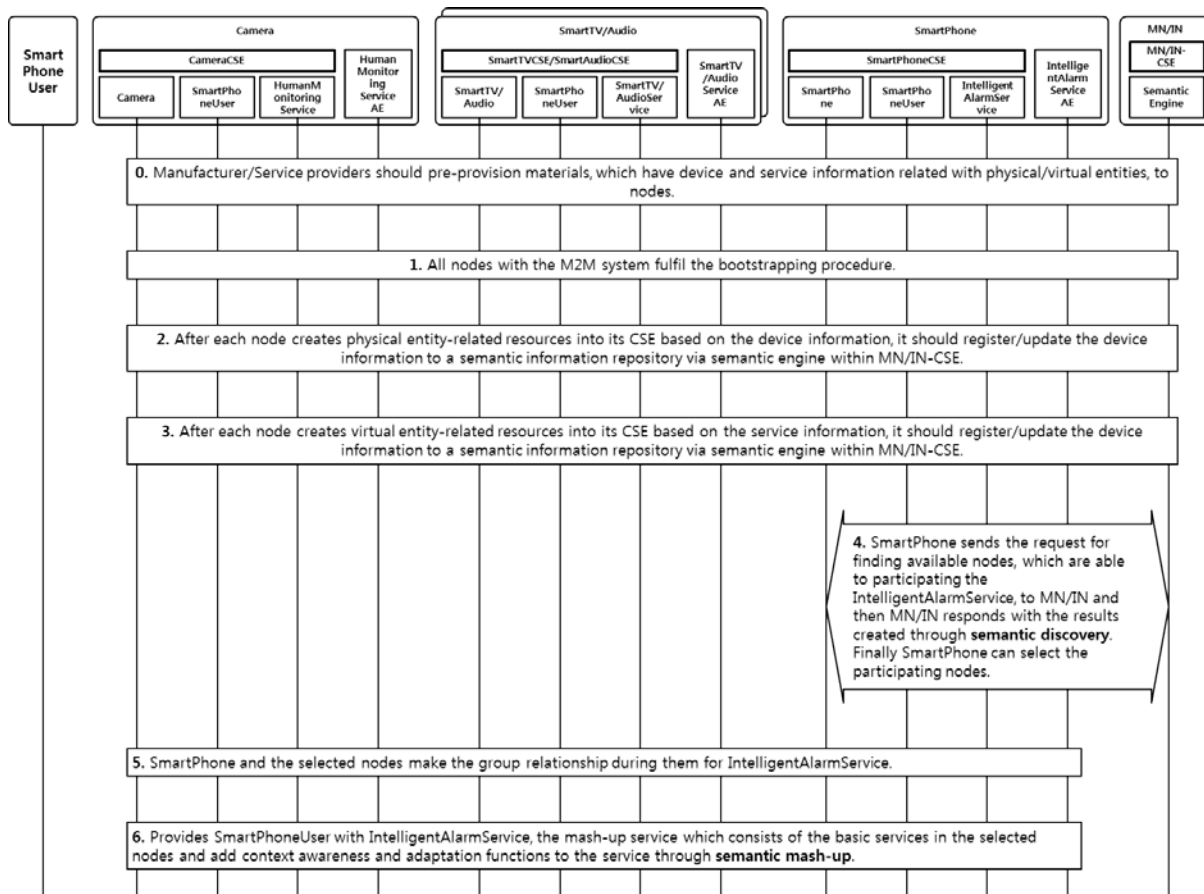 Smart
Phone
User
Camera
CameraCSE
Camera
SmartPho
neUser
HumanM
onitoring
Service
Human
Monitor
ing
Service
AE
SmartTV/Audio
SmartTVCSE/SmartAudioCSE
SmartTV/
Audio
SmartPho
neUser
SmartTV/
AudioSer
vice
SmartTV
/Audio
Service
AE
SmartPhone
SmartPhoneCSE
SmartPho
ne
SmartPho
neUser
Intelligent
AlarmSer
vice
Intellige
ntAlarm
Service
AE
MN/IN
MN/IN-
CSE
Semantic
Engine
0. Manufacturer/Service providers should pre-provision materials, which have device and service information related with physical/virtual entities, to
nodes.
1. All nodes with the M2M system fulfil the bootstrapping procedure.
2. After each node creates physical entity-related resources into its CSE based on the device information, it should register/update the device
information to a semantic information repository via semantic engine within MN/IN-CSE.
3. After each node creates virtual entity-related resources into its CSE based on the service information, it should register/update the device
information to a semantic information repository via semantic engine within MN/IN-CSE.
4. SmartPhone sends the request for
finding available nodes, which are able
to participating the
IntelligentAlarmService, to MN/IN and
then MN/IN responds with the results
created through semantic discovery.
Finally SmartPhone can select the
participating nodes.
5. SmartPhone and the selected nodes make the group relationship during them for IntelligentAlarmService.
6. Provides SmartPhoneUser with IntelligentAlarmService, the mash-up service which consists of the basic services in the selected
nodes and add context awareness and adaptation functions to the service through semantic mash-up.